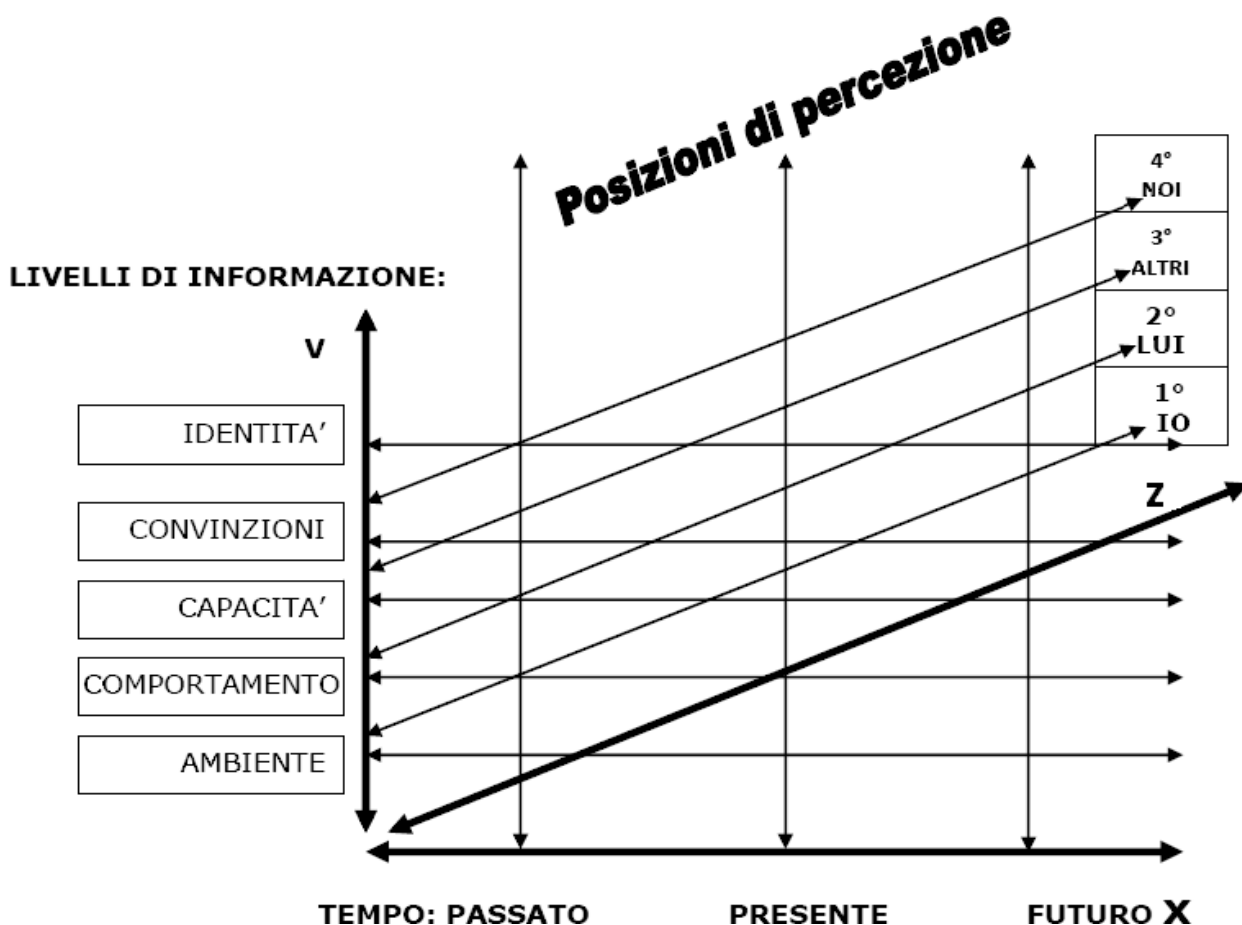 Posizioni di percezione
4°
NOI
3°
ALTRI
2°
LUI
1°
IO
LIVELLI DI INFORMAZIONE:
V
IDENTITA’
CONVINZIONI
CAPACITA’
COMPORTAMENTO
AMBIENTE
Z
TEMPO: PASSATO PRESENTE FUTURO X